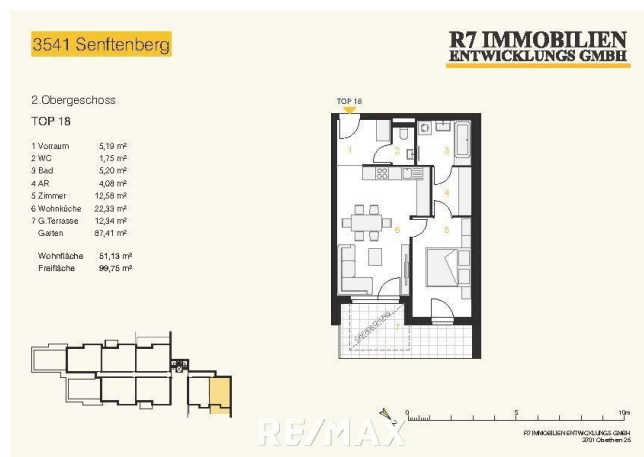 3541 Senftenberg
R7 IMMOBILIEN
ENTWICKLUNGS GMBH
2.Obergeschoss
TOP 18
1 Vorraum 5,19 m²
2 WC 1,75 m²
3 Bad 5,20 m²
4 AR 4,08 m²
5 Zimmer 12,58 m²
6 Wohnküche 22,33 m²
7 G.Terrasse 12,34 m²
Garten 87,41 m²
Wohnfläche 51,13 m²
Freifläche 99,75 m²
TOP 18
1
2
3
4
5
6
7
N
0 5 10m
RE/MAX
R7 IMMOBILIEN ENTWICKLUNGS GMBH